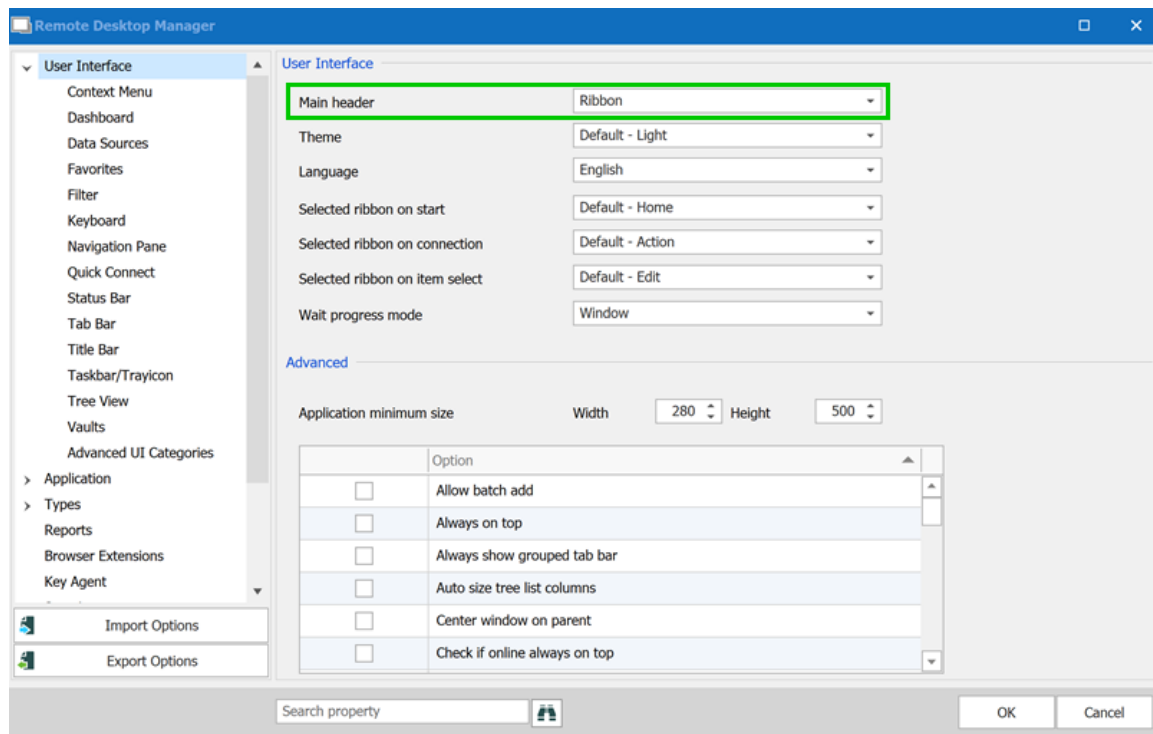 Remote Desktop Manager
User Interface
Context Menu
Dashboard
Data Sources
Favorites
Filter
Keyboard
Navigation Pane
Quick Connect
Status Bar
Tab Bar
Title Bar
Taskbar/Trayicon
Tree View
Vaults
Advanced UI Categories
Application
Types
Reports
Browser Extensions
Key Agent
Import Options
Export Options
User Interface
Main header Ribbon
Theme Default - Light
Language English
Selected ribbon on start Default - Home
Selected ribbon on connection Default - Action
Selected ribbon on item select Default - Edit
Wait progress mode Window
Advanced
Application minimum size Width 280 Height 500
Option
Allow batch add
Always on top
Always show grouped tab bar
Auto size tree list columns
Center window on parent
Check if online always on top
Search property
OK Cancel